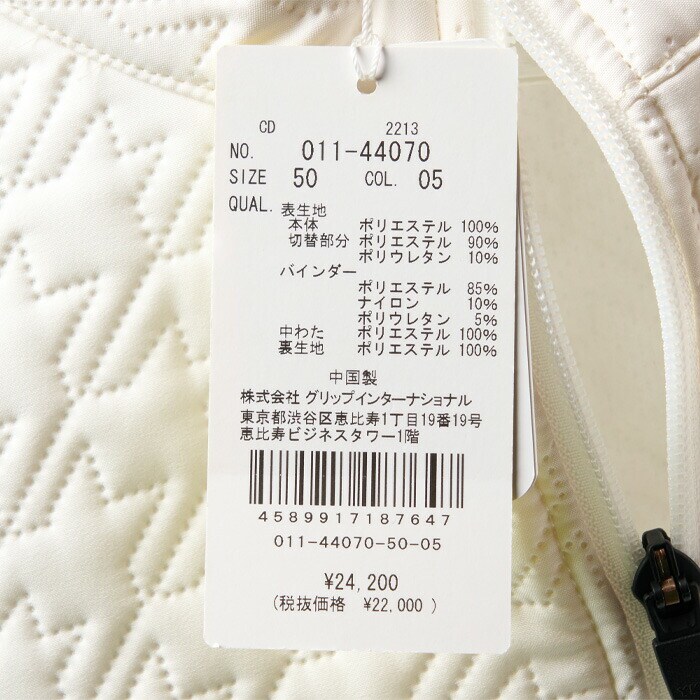 CD 2213
NO. 011-44070
SIZE 50 COL. 05
QUAL. 表生地
本体 ポリエステル 100%
切替部分 ポリエステル 90%
ポリウレタン 10%
バインダー
ポリエステル 85%
ナイロン 10%
ポリウレタン 5%
中わた ポリエステル 100%
裏生地 ポリエステル 100%
中国製
株式会社 グリップインターナショナル
東京都渋谷区恵比寿1丁目19番19号
恵比寿ビジネスタワー1階
4589917187647
011-44070-50-05
¥24,200
(税抜価格 ¥22,000 )